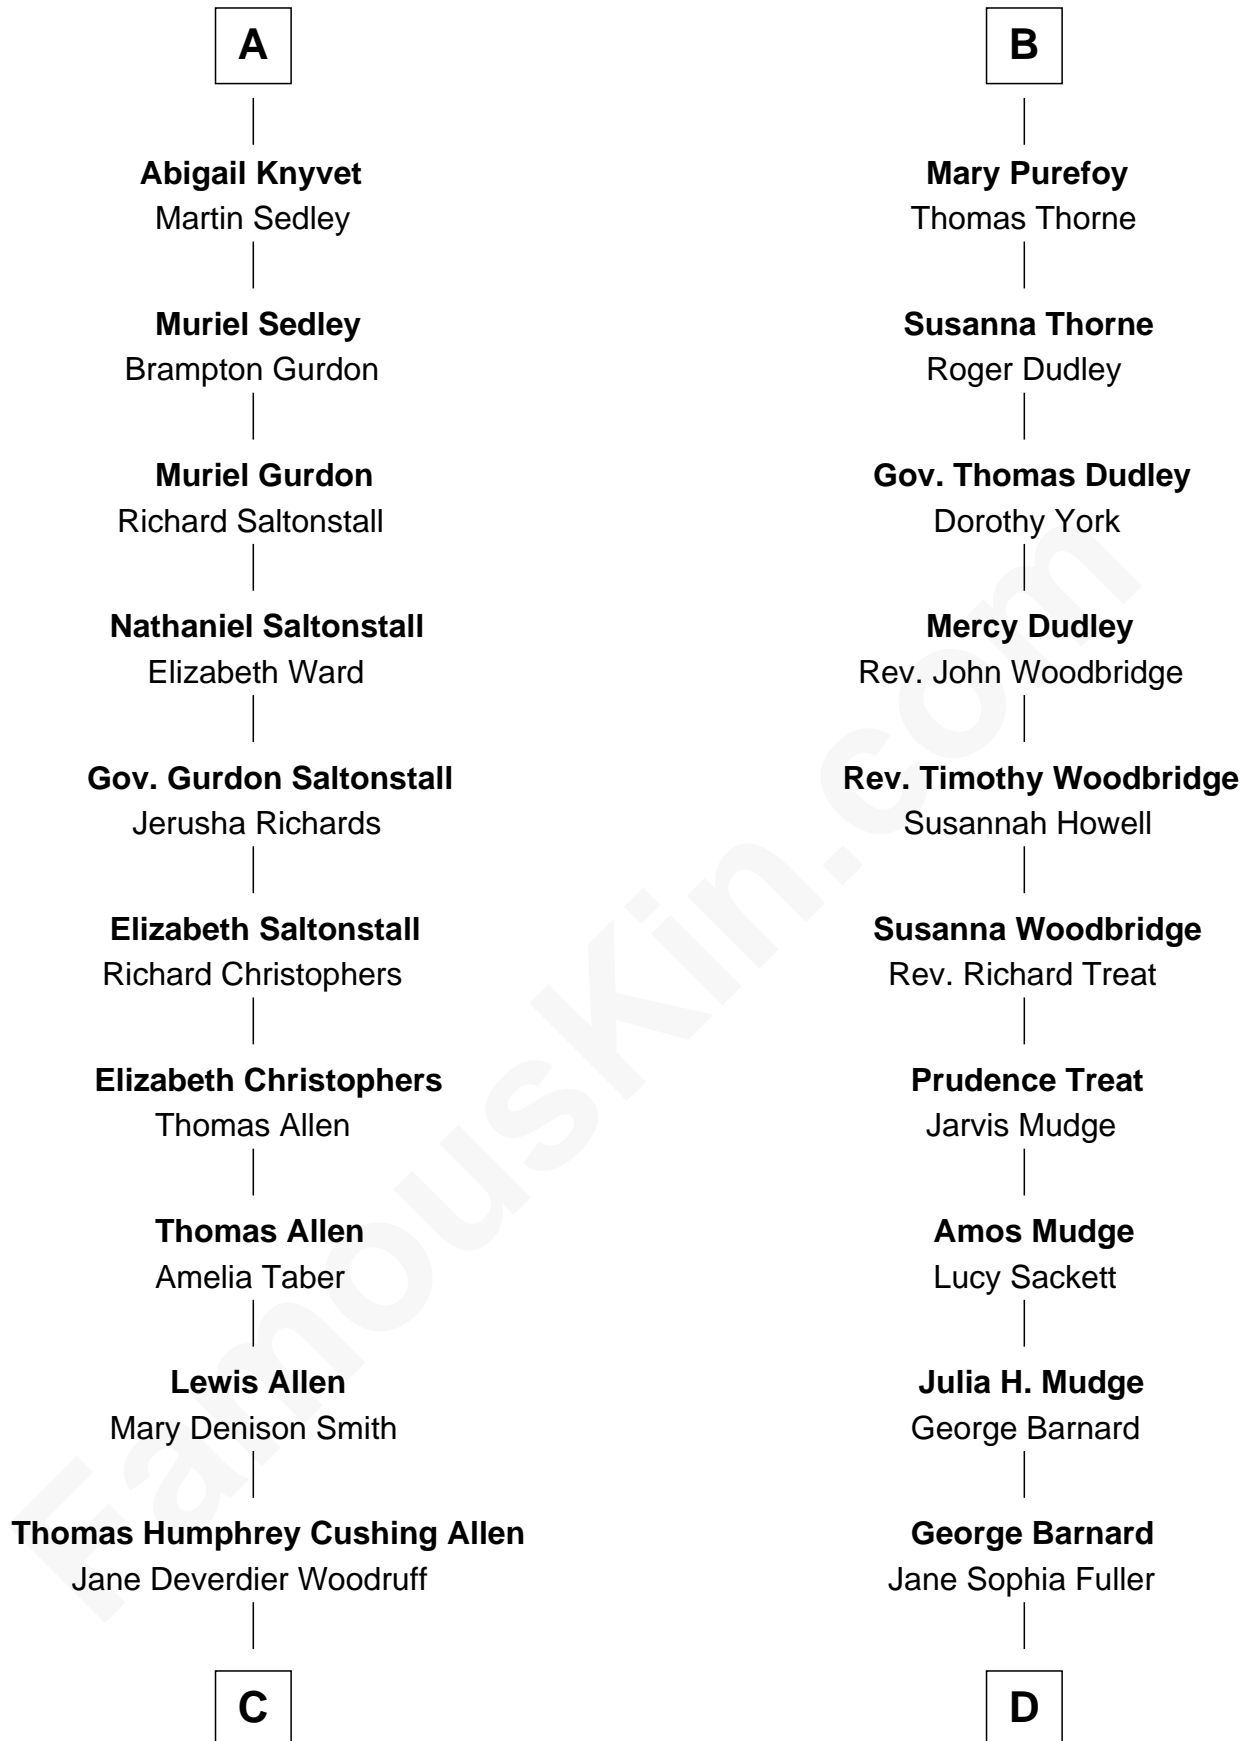 A
Abigail Knyvet
Martin Sedley
Muriel Sedley
Brampton Gurdon
Muriel Gurdon
Richard Saltonstall
Nathaniel Saltonstall
Elizabeth Ward
Gov. Gurdon Saltonstall
Jerusha Richards
Elizabeth Saltonstall
Richard Christophers
Elizabeth Christophers
Thomas Allen
Thomas Allen
Amelia Taber
Lewis Allen
Mary Denison Smith
Thomas Humphrey Cushing Allen
Jane Deverdier Woodruff
C
B
Mary Purefoy
Thomas Thorne
Susanna Thorne
Roger Dudley
Gov. Thomas Dudley
Dorothy York
Mercy Dudley
Rev. John Woodbridge
Rev. Timothy Woodbridge
Susannah Howell
Susanna Woodbridge
Rev. Richard Treat
Prudence Treat
Jarvis Mudge
Amos Mudge
Lucy Sackett
Julia H. Mudge
George Barnard
George Barnard
Jane Sophia Fuller
D
FamousKin.com